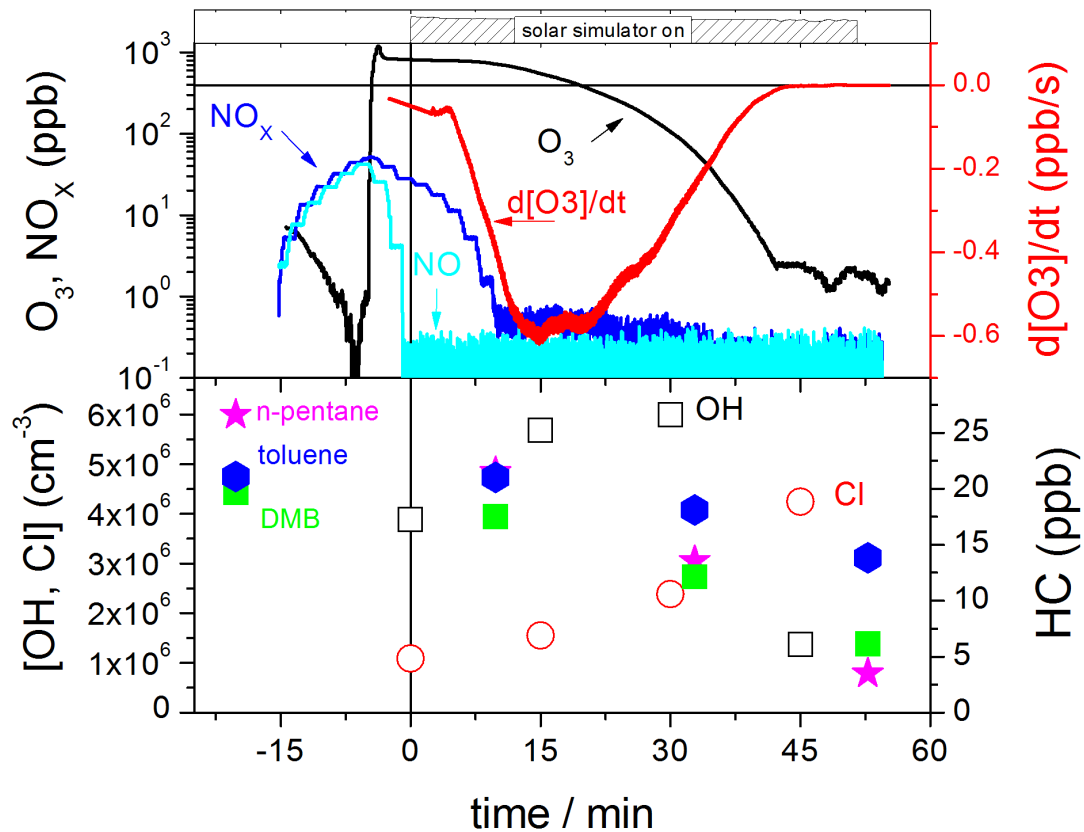 solar simulator on
O₃, NOₓ (ppb)
10³
10²
10¹
10⁰
10⁻¹
NOₓ
NO
O₃
d[O3]/dt
0.0
-0.2
-0.4
-0.6
d[O3]/dt (ppb/s)
[OH, Cl] (cm⁻³)
6x10⁶
5x10⁶
4x10⁶
3x10⁶
2x10⁶
1x10⁶
0
n-pentane
toluene
DMB
OH
Cl
25
20
15
10
5
0
HC (ppb)
-15 0 15 30 45 60
time / min